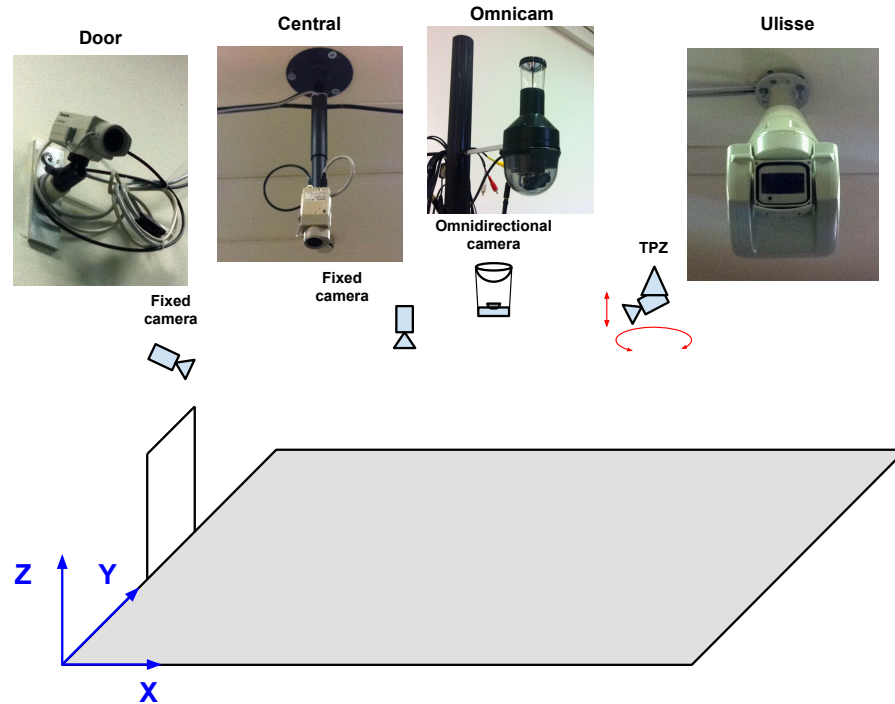 Door
Central
Omnicam
Ulisse
Omnidirectional
camera
TPZ
Fixed
camera
Fixed
camera
Z
Y
X